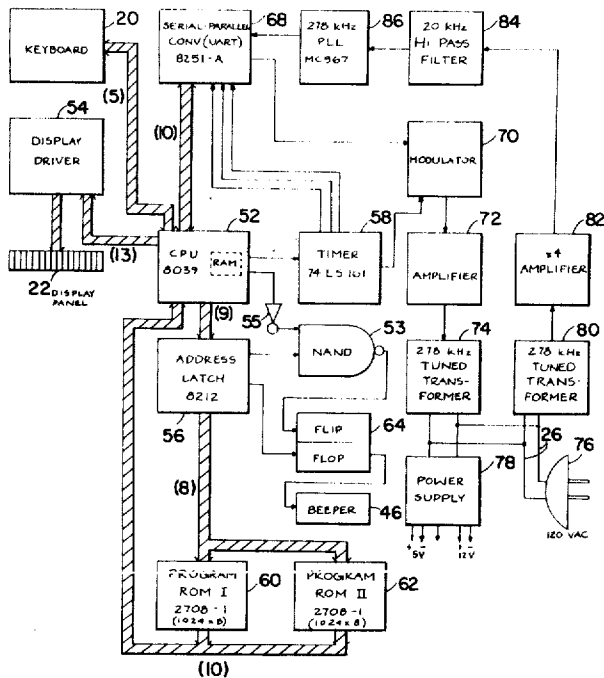 20
KEYBOARD
(5)
SERIAL-PARALLEL
CONV (UART)
8251-A
68
278 kHz
PLL
MC567
86
20 kHz
Hi PASS
FILTER
84
54
DISPLAY
DRIVER
(10)
(13)
22 DISPLAY
PANEL
52
CPU
8039
RAM
(9)
58
TIMER
74 LS 161
70
MODULATOR
72
AMPLIFIER
82
x4
AMPLIFIER
55
53
NAND
74
278 kHz
TUNED
TRANS-
FORMER
80
278 kHz
TUNED
TRANS-
FORMER
ADDRESS
LATCH
8212
56
FLIP
FLOP
64
26
76
(8)
BEEPER
46
POWER
SUPPLY
78
+ 5V -
+ 12V -
120 VAC
PROGRAM
ROM I
2708-1
(1024x8)
60
PROGRAM
ROM II
2708-1
(1024x8)
62
(10)